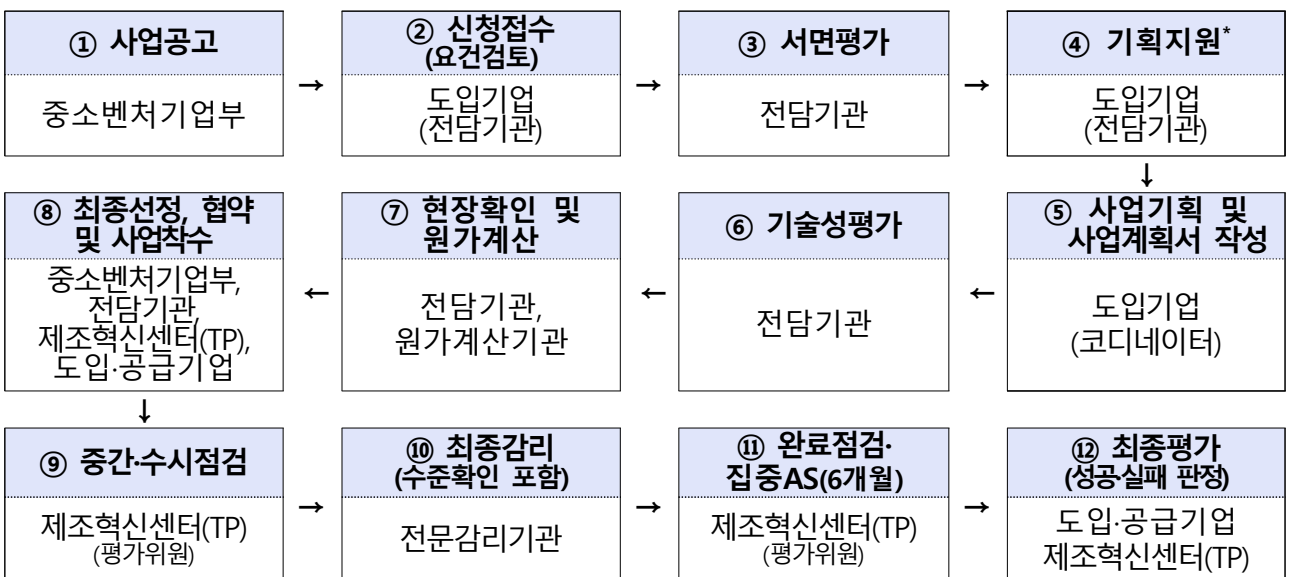 ① 사업공고
중소벤처기업부
→
② 신청접수
(요건검토)
도입기업
(전담기관)
→
③ 서면평가
전담기관
→
④ 기획지원*
도입기업
(전담기관)
↓
⑤ 사업기획 및
사업계획서 작성
도입기업
(코디네이터)
←
⑥ 기술성평가
전담기관
←
⑦ 현장확인 및
원가계산
전담기관,
원가계산기관
←
⑧ 최종선정, 협약
및 사업착수
중소벤처기업부,
전담기관,
제조혁신센터(TP),
도입·공급기업
↓
⑨ 중간·수시점검
제조혁신센터(TP)
(평가위원)
→
⑩ 최종감리
(수준확인 포함)
전문감리기관
→
⑪ 완료점검·
집중AS(6개월)
제조혁신센터(TP)
(평가위원)
→
⑫ 최종평가
(성공·실패 판정)
도입·공급기업
제조혁신센터(TP)